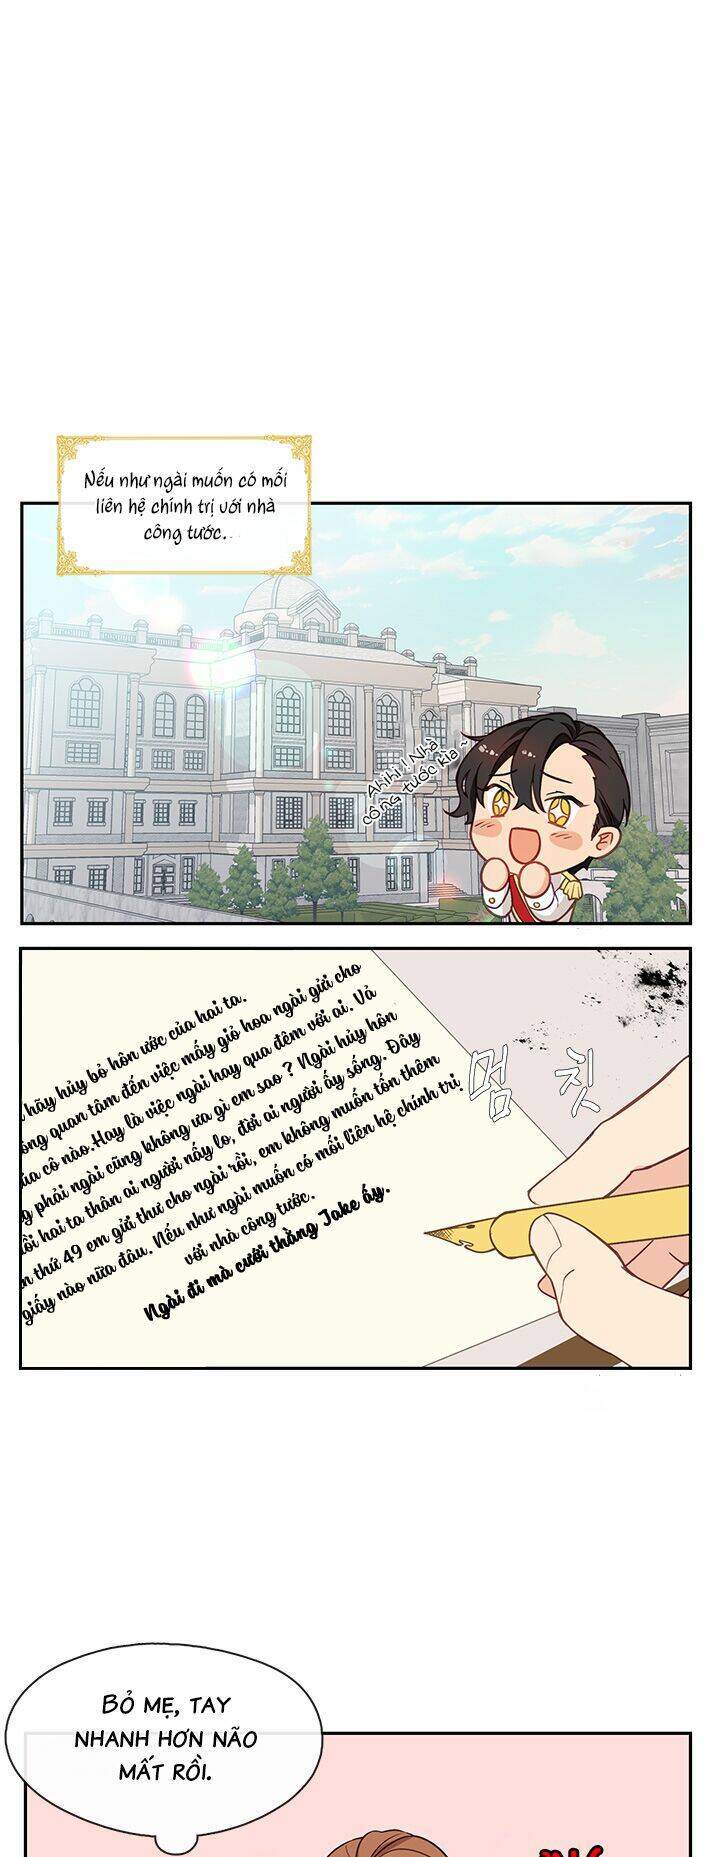 Nếu như ngài muốn có mối
liên hệ chính trị với nhà
công tước.
Ahihi! Nhà
công tước kìa ~
hãy hủy bỏ hôn ước của hai ta.
quan tâm đến việc mấy giỏ hoa ngài gửi cho
cô nào.Hay là việc ngài hay qua đêm với ai. Vả
phải ngài cũng không ưa gì em sao? Ngài hủy hôn
hai ta thân ai người nấy lo, đời ai người ấy sống. Đây
thứ 49 em gửi thư cho ngài rồi, em không muốn tốn thêm
giấy nào nữa đâu. Nếu như ngài muốn có mối liên hệ chính trị
với nhà công tước.
Ngài đi mà cưới thằng Jake ấy.
멈칫
BỎ MẸ, TAY
NHANH HƠN NÃO
MẤT RỒI.